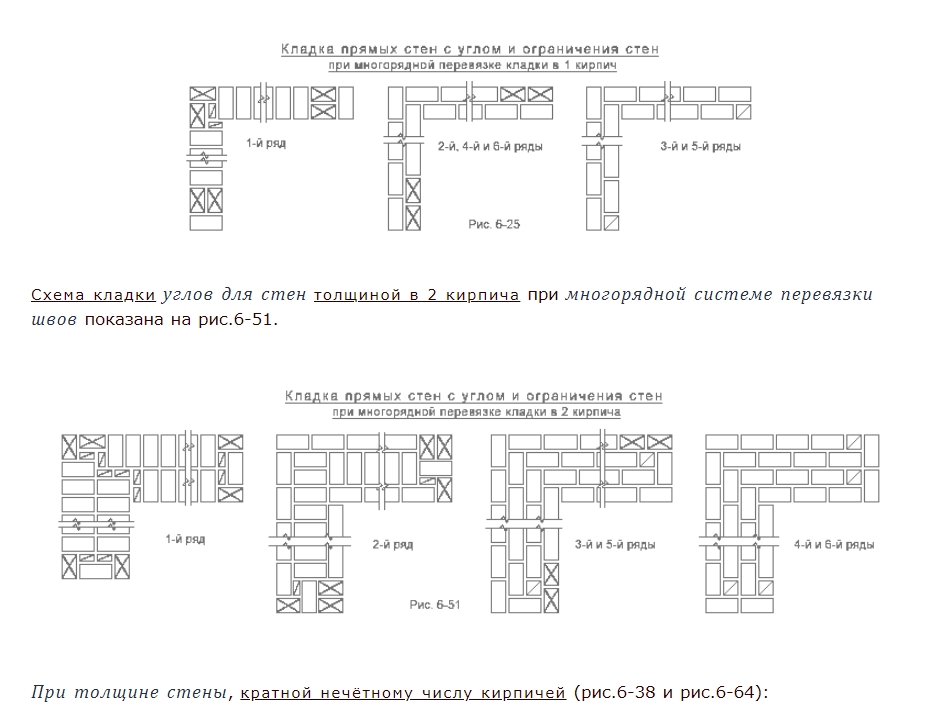 Кладка прямых стен с углом и ограничения стен
при многорядной перевязке кладки в 1 кирпич
1-й ряд
2-й, 4-й и 6-й ряды
3-й и 5-й ряды
Рис. 6-25
Схема кладки углов для стен толщиной в 2 кирпича при многорядной системе перевязки
швов показана на рис.6-51.
Кладка прямых стен с углом и ограничения стен
при многорядной перевязке кладки в 2 кирпича
1-й ряд
2-й ряд
3-й и 5-й ряды
4-й и 6-й ряды
Рис. 6-51
При толщине стены, кратной нечётному числу кирпичей (рис.6-38 и рис.6-64):